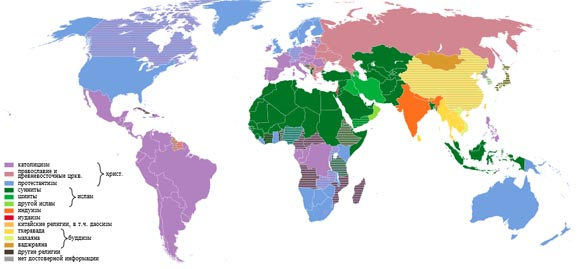 католицизм
православие и
древневосточные цркв.
христ.
протестантизм
сунниты
шииты
ислам
другой ислам
индуизм
иудаизм
китайские религии, в т.ч. даосизм
тхеравада
махаяна
буддизм
ваджраяна
другие религии
нет достоверной информации